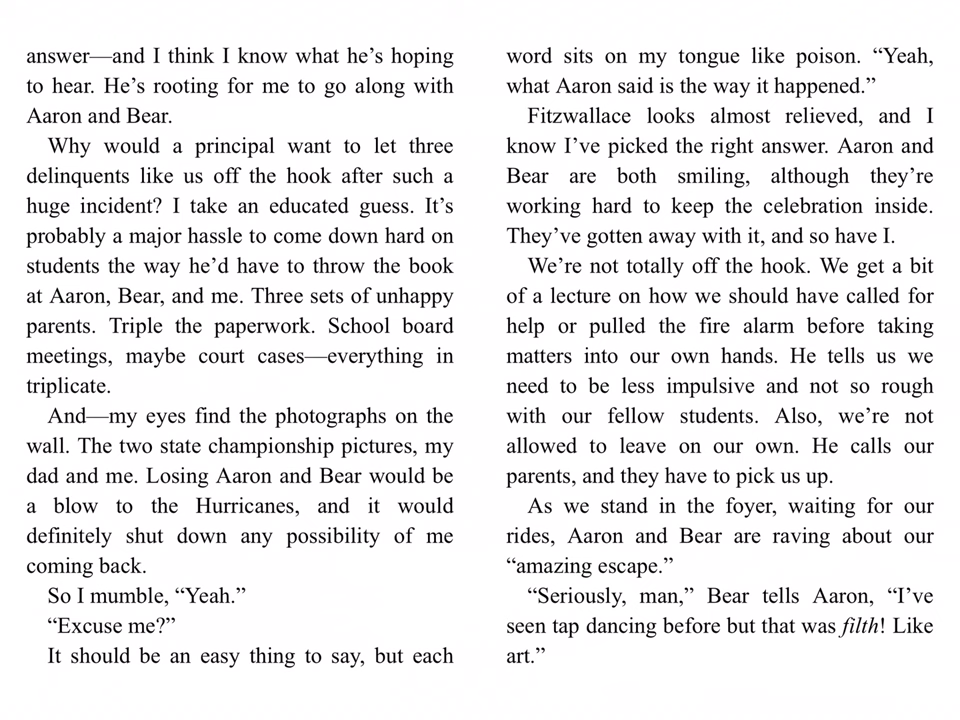 answer—and I think I know what he’s hoping
to hear. He’s rooting for me to go along with
Aaron and Bear.
Why would a principal want to let three
delinquents like us off the hook after such a
huge incident? I take an educated guess. It’s
probably a major hassle to come down hard on
students the way he’d have to throw the book
at Aaron, Bear, and me. Three sets of unhappy
parents. Triple the paperwork. School board
meetings, maybe court cases—everything in
triplicate.
And—my eyes find the photographs on the
wall. The two state championship pictures, my
dad and me. Losing Aaron and Bear would be
a blow to the Hurricanes, and it would
definitely shut down any possibility of me
coming back.
So I mumble, “Yeah.”
“Excuse me?”
It should be an easy thing to say, but each
word sits on my tongue like poison. “Yeah,
what Aaron said is the way it happened.”
Fitzwallace looks almost relieved, and I
know I’ve picked the right answer. Aaron and
Bear are both smiling, although they’re
working hard to keep the celebration inside.
They’ve gotten away with it, and so have I.
We’re not totally off the hook. We get a bit
of a lecture on how we should have called for
help or pulled the fire alarm before taking
matters into our own hands. He tells us we
need to be less impulsive and not so rough
with our fellow students. Also, we’re not
allowed to leave on our own. He calls our
parents, and they have to pick us up.
As we stand in the foyer, waiting for our
rides, Aaron and Bear are raving about our
“amazing escape.”
“Seriously, man,” Bear tells Aaron, “I’ve
seen tap dancing before but that was filth! Like
art.”